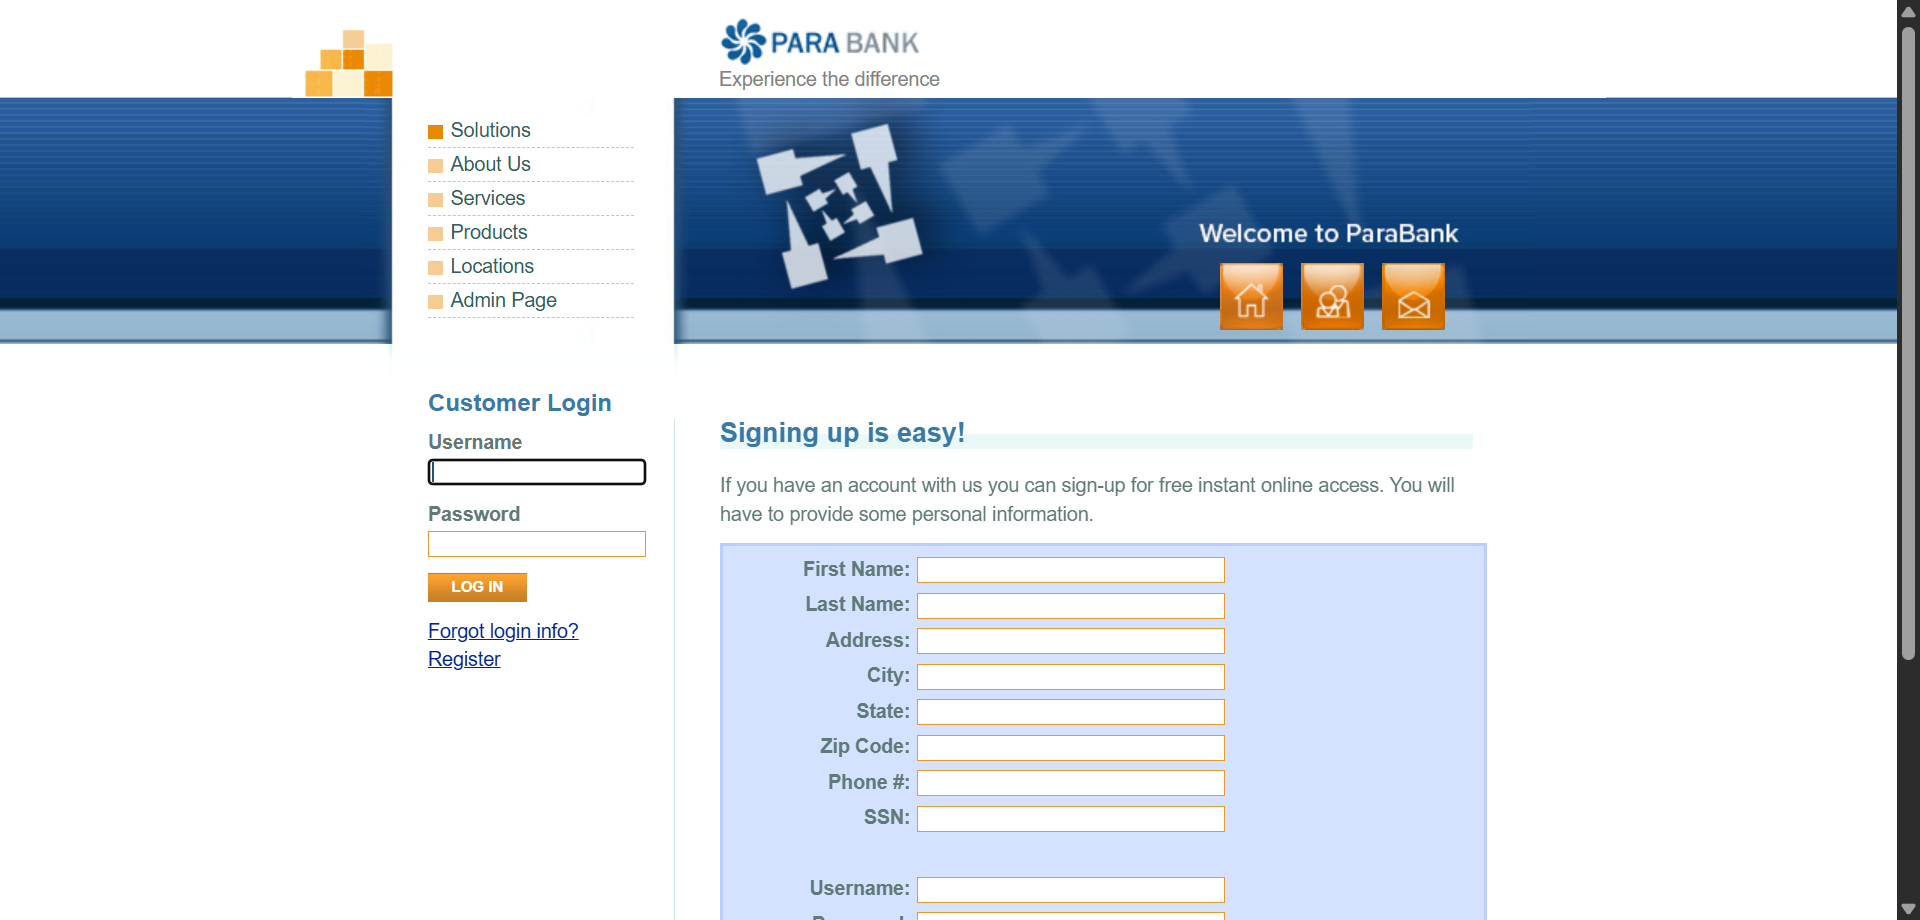 PARA BANK
Experience the difference
Solutions
About Us
Services
Products
Locations
Admin Page
Welcome to ParaBank
Customer Login
Username
Password
LOG IN
Forgot login info?
Register
Signing up is easy!
If you have an account with us you can sign-up for free instant online access. You will
have to provide some personal information.
First Name:
Last Name:
Address:
City:
State:
Zip Code:
Phone #:
SSN:
Username: